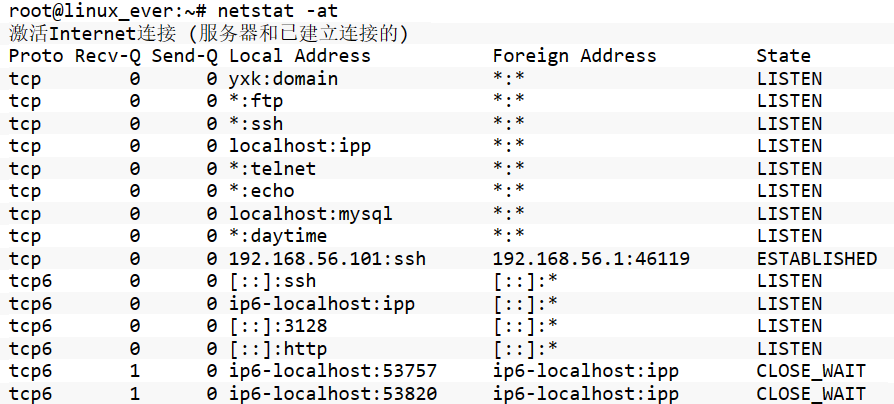 root@linux_ever:~# netstat -at
激活Internet连接 (服务器和已建立连接的)
Proto Recv-Q Send-Q Local Address           Foreign Address         State
tcp        0      0 yxk:domain              *:*                     LISTEN
tcp        0      0 *:ftp                   *:*                     LISTEN
tcp        0      0 *:ssh                   *:*                     LISTEN
tcp        0      0 localhost:ipp           *:*                     LISTEN
tcp        0      0 *:telnet                *:*                     LISTEN
tcp        0      0 *:echo                  *:*                     LISTEN
tcp        0      0 localhost:mysql         *:*                     LISTEN
tcp        0      0 *:daytime               *:*                     LISTEN
tcp        0      0 192.168.56.101:ssh      192.168.56.1:46119      ESTABLISHED
tcp6       0      0 [::]:ssh                [::]:*                  LISTEN
tcp6       0      0 ip6-localhost:ipp       [::]:*                  LISTEN
tcp6       0      0 [::]:3128               [::]:*                  LISTEN
tcp6       0      0 [::]:http               [::]:*                  LISTEN
tcp6       1      0 ip6-localhost:53757     ip6-localhost:ipp       CLOSE_WAIT
tcp6       1      0 ip6-localhost:53820     ip6-localhost:ipp       CLOSE_WAIT